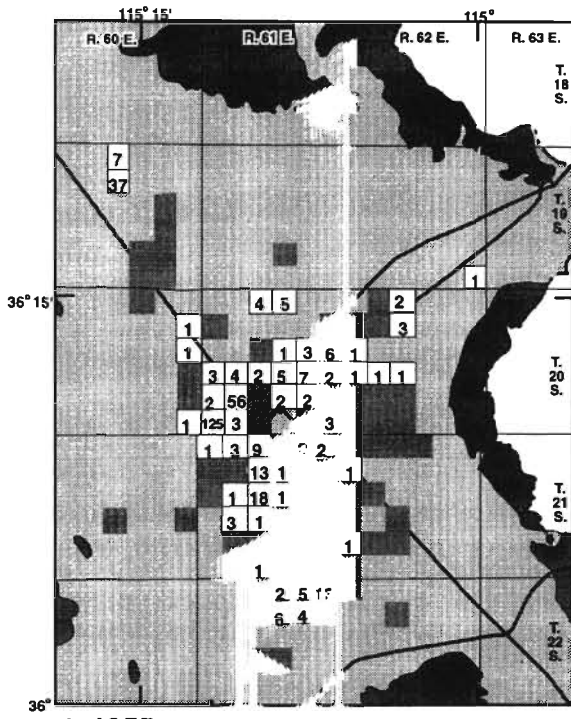 115° 15' 115°
R. 60 E. R. 61 E. R. 62 E. R. 63 E.
T. 18 S.
7
37
T. 19 S.
1
36° 15' 4 5 2
1 3
1 1 3 6 1
3 4 2 5 7 2 1 1 1
T. 20 S.
2 56 2 2
1 125 3 3
1 3 9 2
13 1 1
1 18 1
T. 21 S.
3 1
1
1
2 5
6 4
T. 22 S.
36°